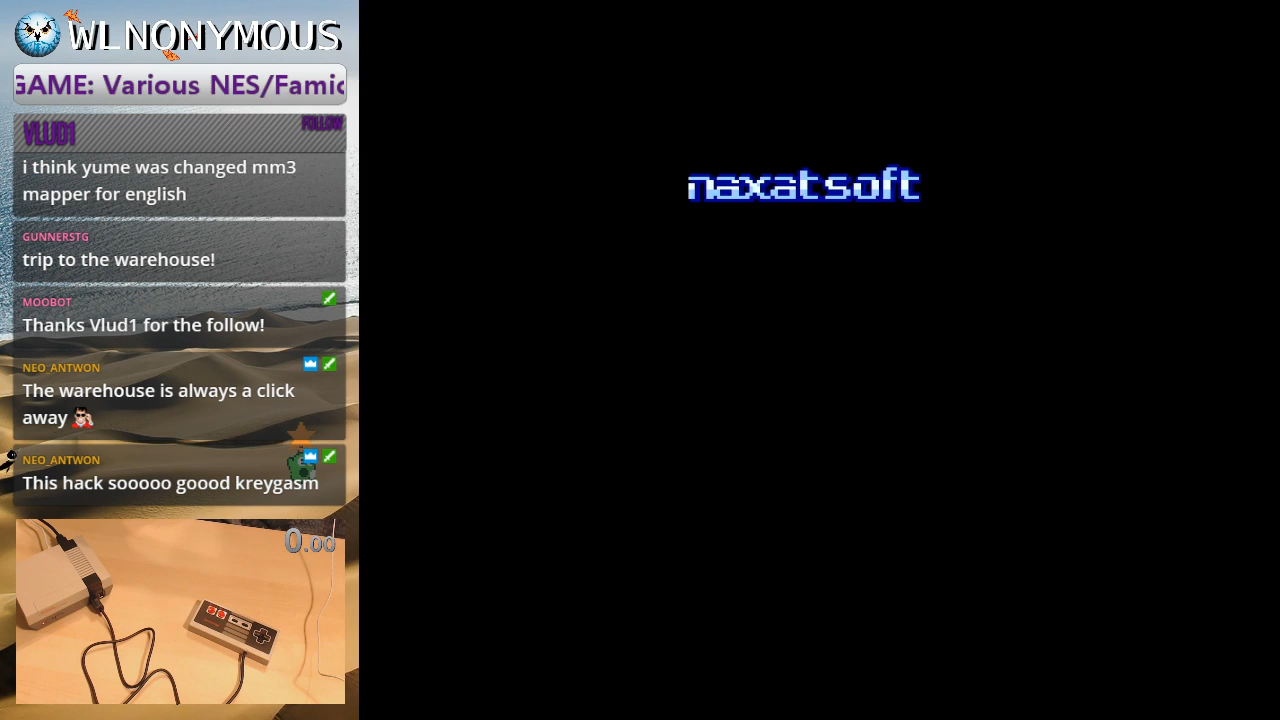 WLNONYMOUS
GAME: Various NES/Famic
VLUD1
FOLLOW
i think yume was changed mm3
mapper for english
GUNNERSTG
trip to the warehouse!
MOOBOT
Thanks Vlud1 for the follow!
NEO_ANTWON
The warehouse is always a click
away
NEO_ANTWON
This hack sooooo goood kreygasm
0.00
naxat soft